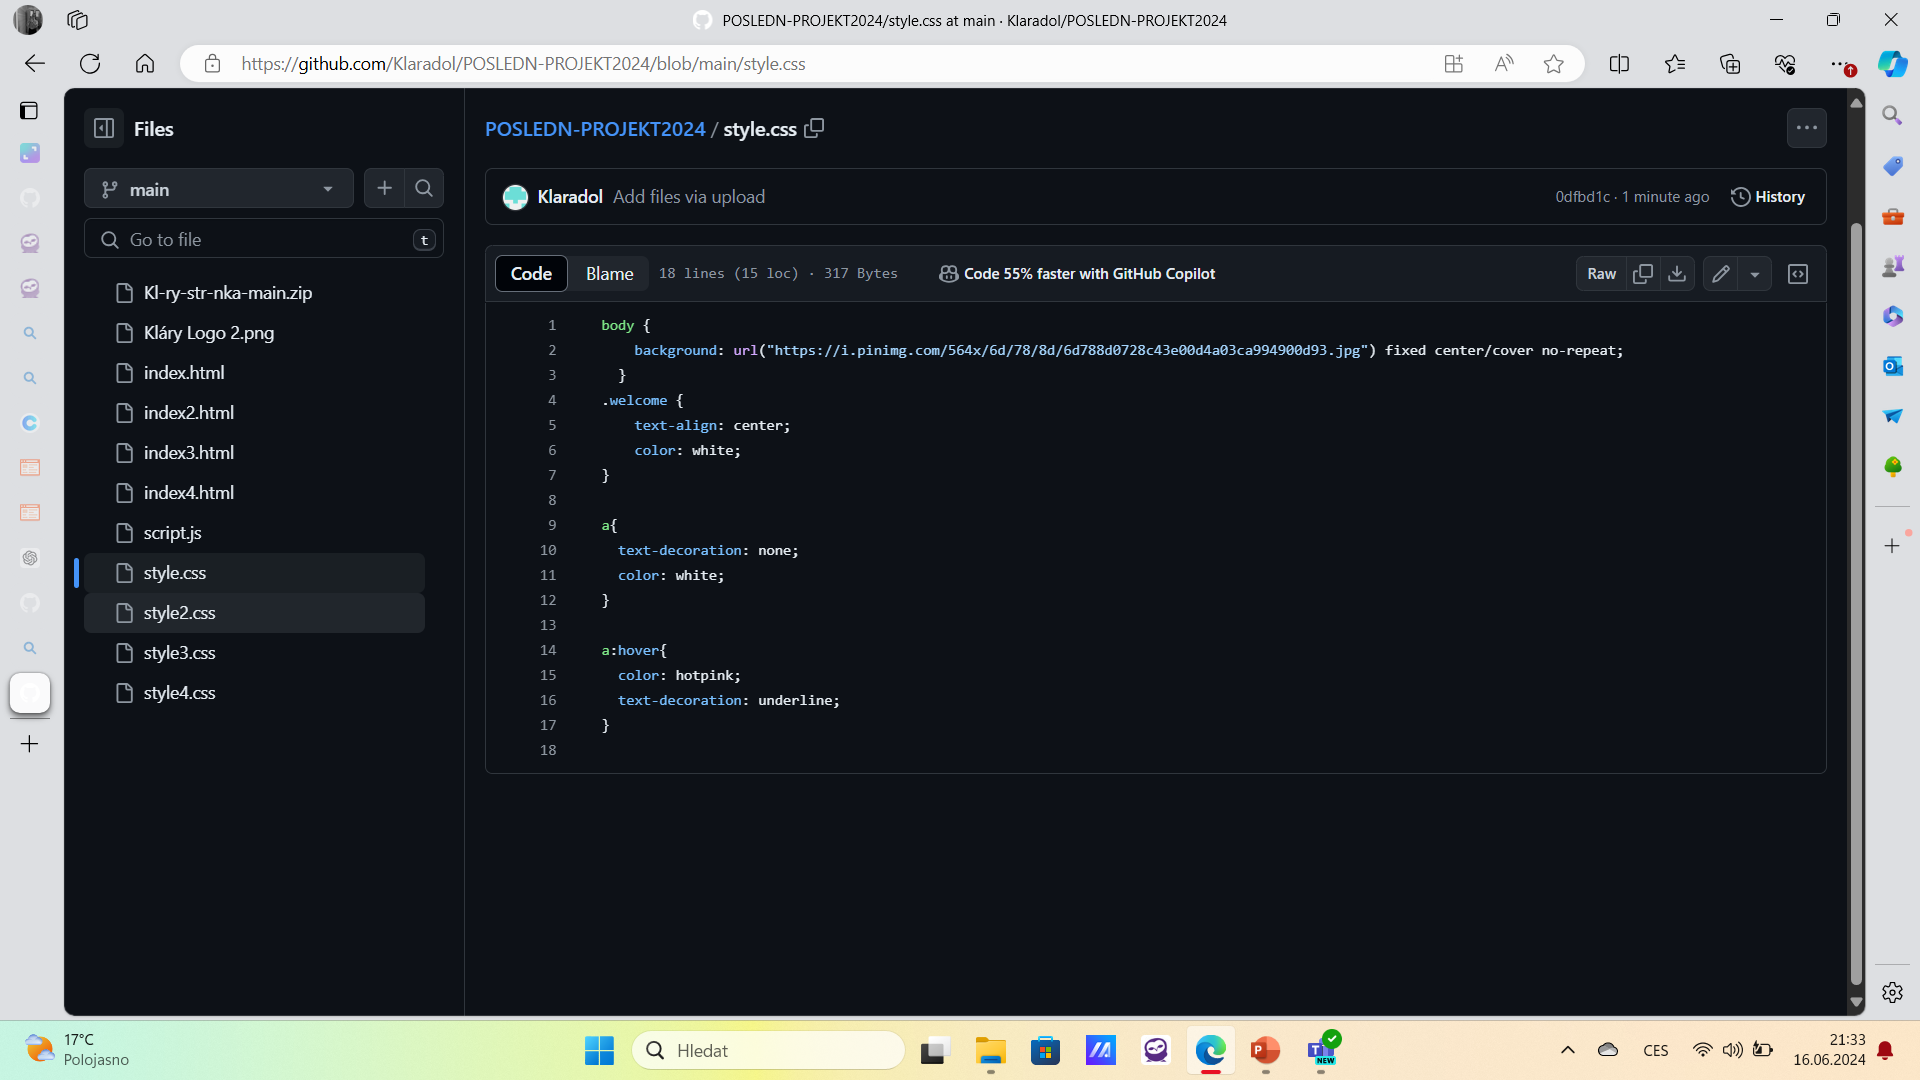 POSLEDN-PROJEKT2024/style.css at main · Klaradol/POSLEDN-PROJEKT2024
https://github.com/Klaradol/POSLEDN-PROJEKT2024/blob/main/style.css
Files
main
Go to file
t
Kl-ry-str-nka-main.zip
Kláry Logo 2.png
index.html
index2.html
index3.html
index4.html
script.js
style.css
style2.css
style3.css
style4.css
POSLEDN-PROJEKT2024 / style.css
Klaradol Add files via upload
0dfbd1c · 1 minute ago
History
Code
Blame
18 lines (15 loc) · 317 Bytes
Code 55% faster with GitHub Copilot
Raw
1 body {
2     background: url("https://i.pinimg.com/564x/6d/78/8d/6d788d0728c43e00d4a03ca994900d93.jpg") fixed center/cover no-repeat;
3   }
4 .welcome {
5     text-align: center;
6     color: white;
7 }
8
9 a{
10   text-decoration: none;
11   color: white;
12 }
13
14 a:hover{
15   color: hotpink;
16   text-decoration: underline;
17 }
18
17°C
Polojasno
Hledat
NEW
CES
21:33
16.06.2024